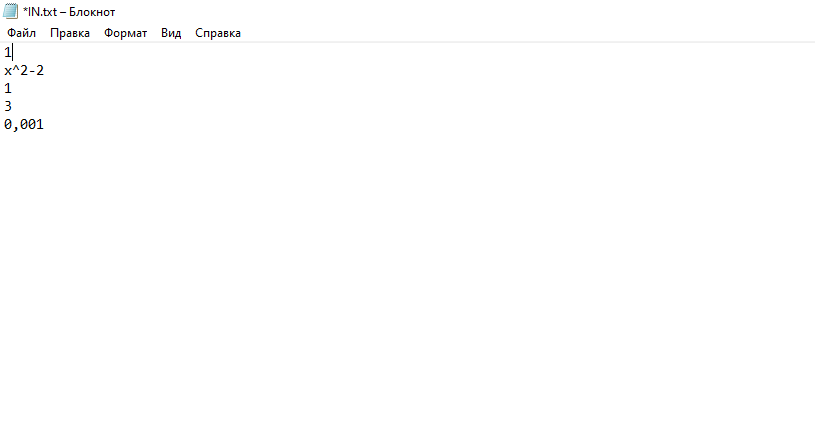 *IN.txt – Блокнот
Файл Правка Формат Вид Справка
1
x^2-2
1
3
0,001